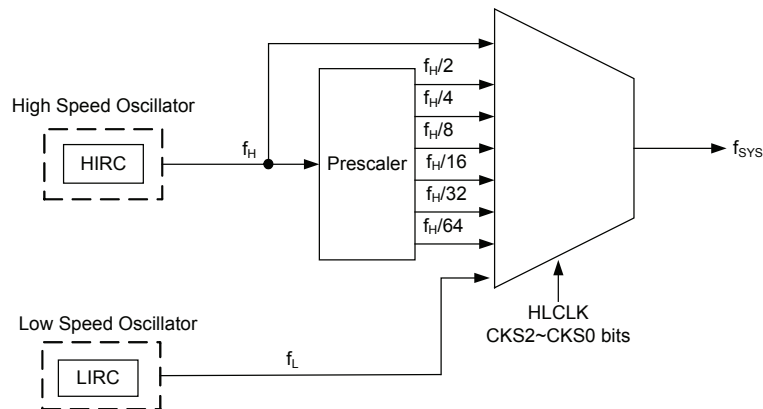 High Speed Oscillator
HIRC
fH
Prescaler
fH/2
fH/4
fH/8
fH/16
fH/32
fH/64
fSYS
HLCLK
CKS2~CKS0 bits
Low Speed Oscillator
LIRC
fL